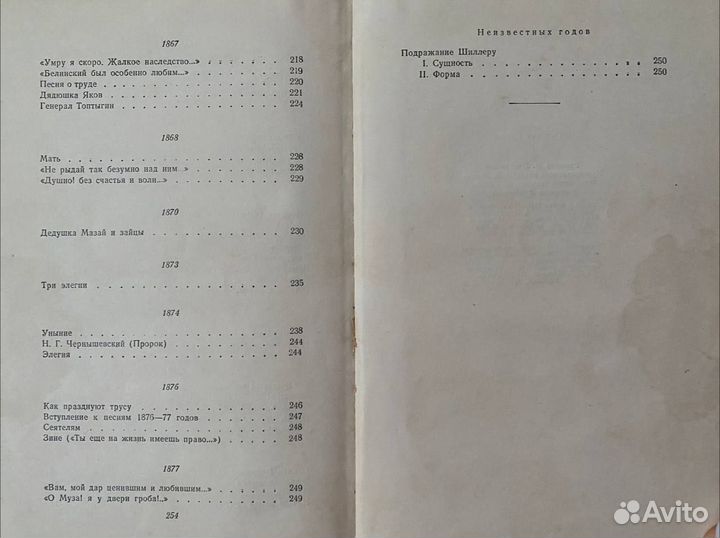 1867
«Умру я скоро. Жалкое наследство...» . . . . . . . . 218
«Белинский был особенно любим...» . . . . . . . . . 219
Песня о труде . . . . . . . . . . . . . . . 220
Дядюшка Яков . . . . . . . . . . . . . . . 221
Генерал Топтыгин . . . . . . . . . . . . . . 224
1868
Мать . . . . . . . . . . . . . . . . . . 228
«Не рыдай так безумно над ним..» . . . . . . . . . 228
«Душно! без счастья и воли...» . . . . . . . . . . 229
1870
Дедушка Мазай и зайцы . . . . . . . . . . . . 230
1873
Три элегии . . . . . . . . . . . . . . . . 235
1874
Уныние . . . . . . . . . . . . . . . . . 238
Н. Г. Чернышевский (Пророк) . . . . . . . . . . 244
Элегия . . . . . . . . . . . . . . . . . 244
1876
Как празднуют трусу . . . . . . . . . . . . . 246
Вступление к песням 1876—77 годов . . . . . . . . 247
Сеятелям . . . . . . . . . . . . . . . . 248
Зине («Ты еще на жизнь имеешь право...») . . . . . . 248
1877
«Вам, мой дар ценившим и любившим...» . . . . . . . 249
«О Муза! я у двери гроба!..» . . . . . . . . . . 249
254
Неизвестных годов
Подражание Шиллеру
I. Сущность . . . . . . . . . . . . . . . 250
II. Форма . . . . . . . . . . . . . . . . 250
Avito